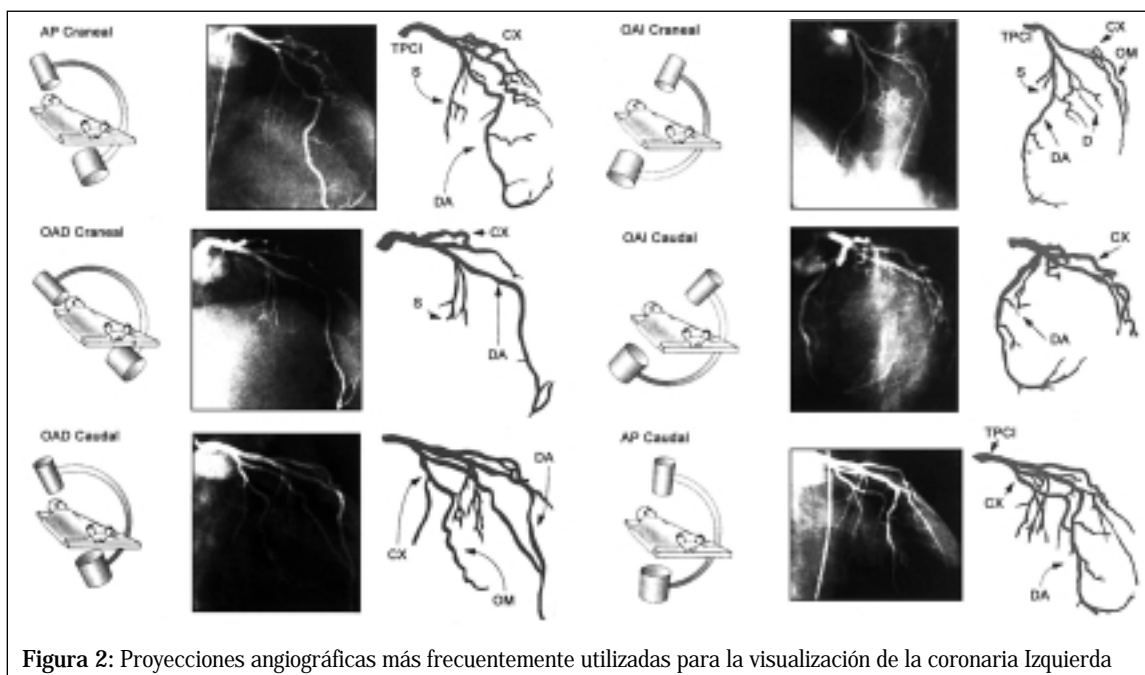 AP Craneal
TPCI
CX
S
DA
OAI Craneal
TPCI
CX
OM
S
D
DA
OAD Craneal
CX
S
DA
OAI Caudal
CX
DA
OAD Caudal
DA
CX
OM
AP Caudal
TPCI
CX
DA
Figura 2: Proyecciones angiográficas más frecuentemente utilizadas para la visualización de la coronaria Izquierda